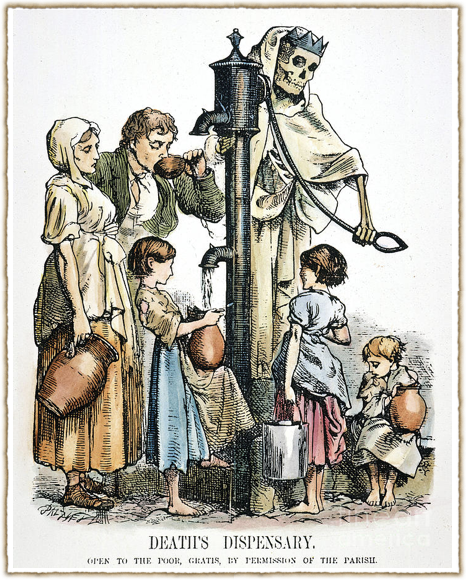 DEATH'S DISPENSARY.
OPEN TO THE POOR, GRATIS, BY PERMISSION OF THE PARISH.